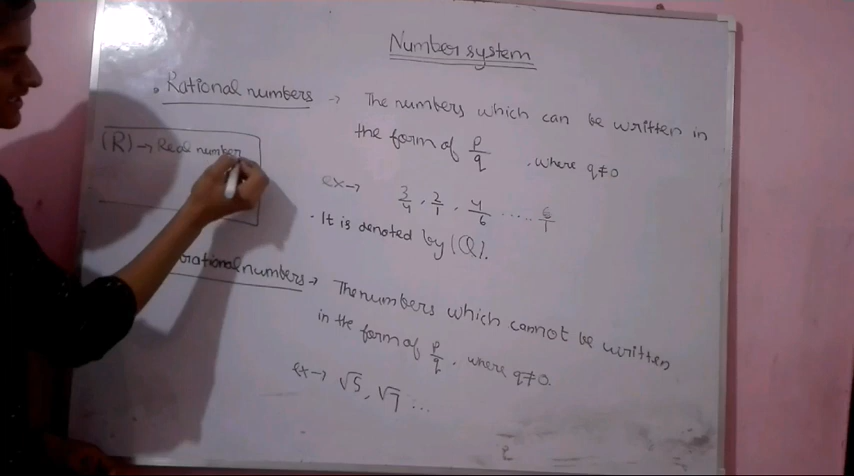 Number system
. Rational numbers → The numbers which can be written in
the form of p/q , where q≠0
(R) → Real number
ex → 3/4 , 2/1 , 4/6 ..... 6/1
. It is denoted by (Q).
rational numbers → The numbers which cannot be written
in the form of p/q , where q≠0.
ex → √5, √7 ...